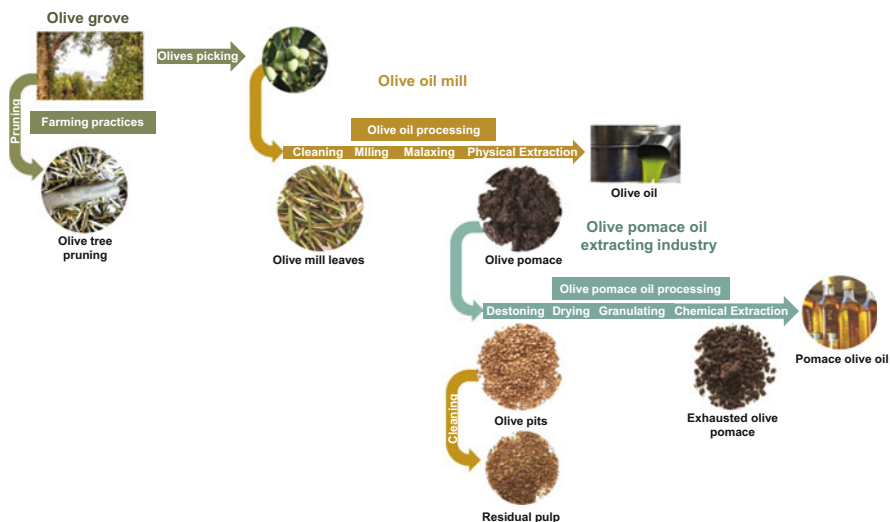 Olive grove
Olives picking
Olive oil mill
Pruning
Farming practices
Olive oil processing
Cleaning MIling Malaxing Physical Extraction
Olive oil
Olive tree
pruning
Olive mill leaves
Olive pomace
Olive pomace oil
extracting industry
Olive pomace oil processing
Destoning Drying Granulating Chemical Extraction
Pomace olive oil
Cleaning
Olive pits
Exhausted olive
pomace
Residual pulp